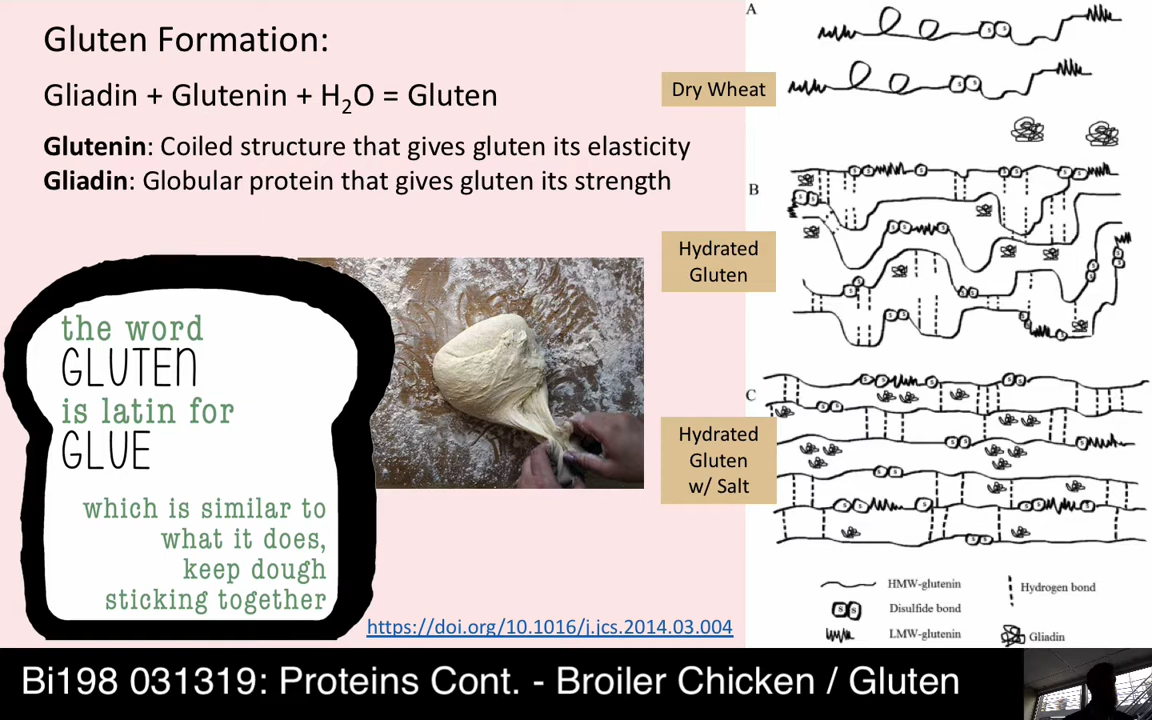 Gluten Formation:
Gliadin + Glutenin + H₂O = Gluten
Glutenin: Coiled structure that gives gluten its elasticity
Gliadin: Globular protein that gives gluten its strength
the word
GLUTEN
is latin for
GLUE
which is similar to
what it does,
keep dough
sticking together
https://doi.org/10.1016/j.jcs.2014.03.004
A
Dry Wheat
B
Hydrated
Gluten
C
Hydrated
Gluten
w/ Salt
HMW-glutenin
Hydrogen bond
S S
Disulfide bond
LMW-glutenin
Gliadin
Bi198 031319: Proteins Cont. - Broiler Chicken / Gluten